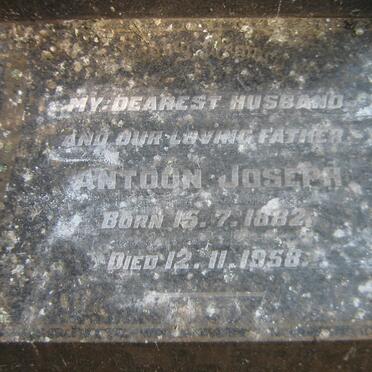 MY DEAREST HUSBAND
AND OUR LOVING FATHER
ANTOON JOSEPH
BORN 15.7.1882
DIED 12.11.1958